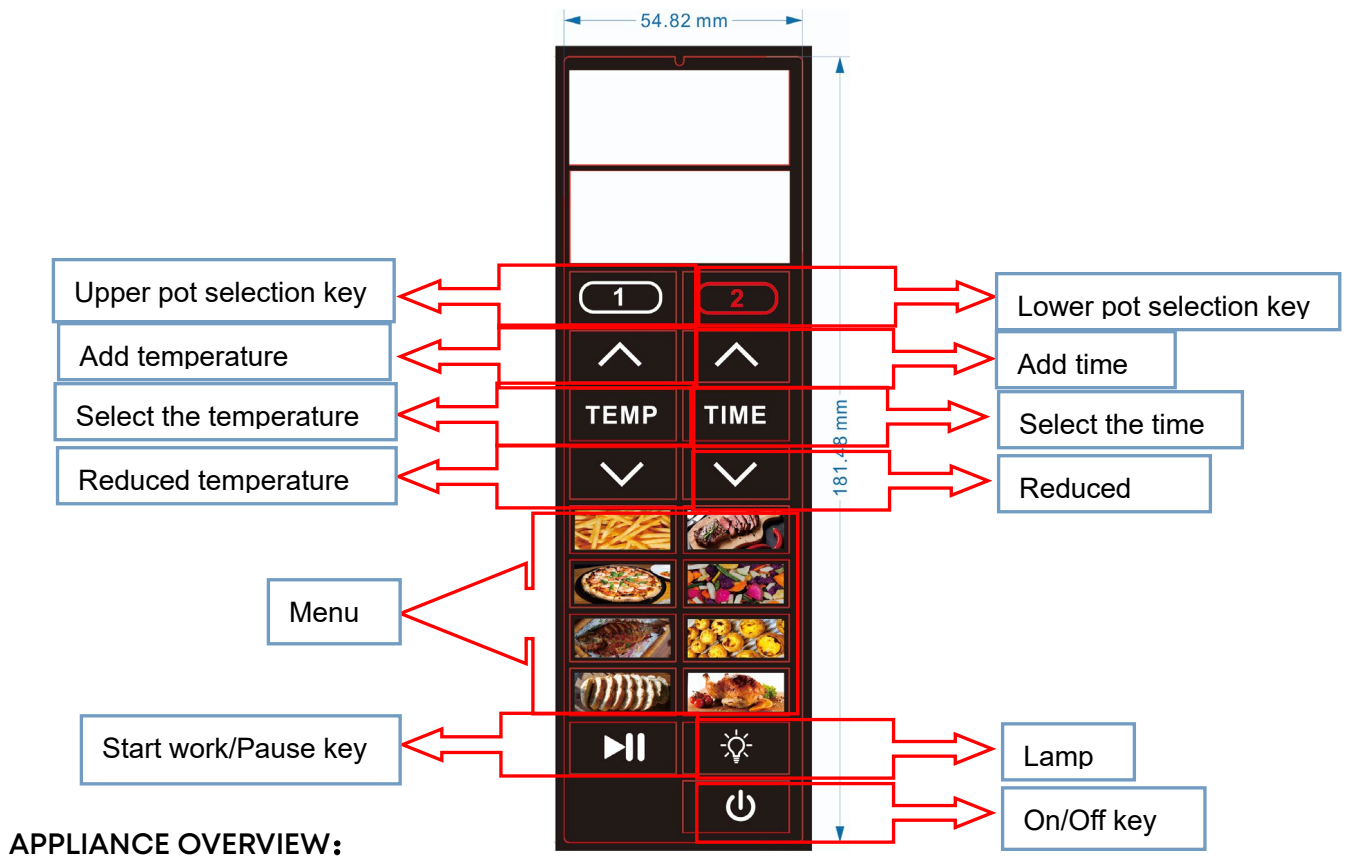 54.82 mm
Upper pot selection key
1
2
Lower pot selection key
Add temperature
Add time
Select the temperature
TEMP
TIME
Select the time
181.48 mm
Reduced temperature
Reduced
Menu
Start work/Pause key
Lamp
On/Off key
APPLIANCE OVERVIEW：